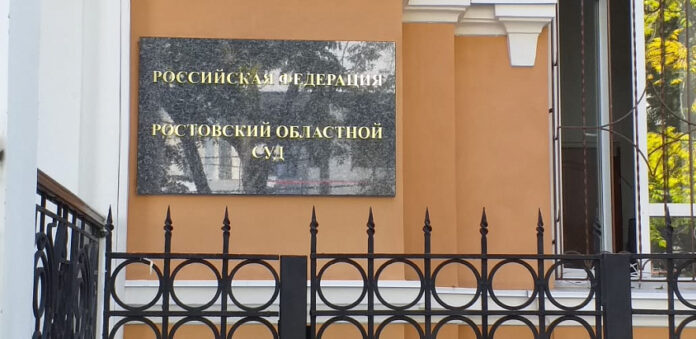 РОССИЙСКАЯ ФЕДЕРАЦИЯ
РОСТОВСКИЙ ОБЛАСТНОЙ
СУД